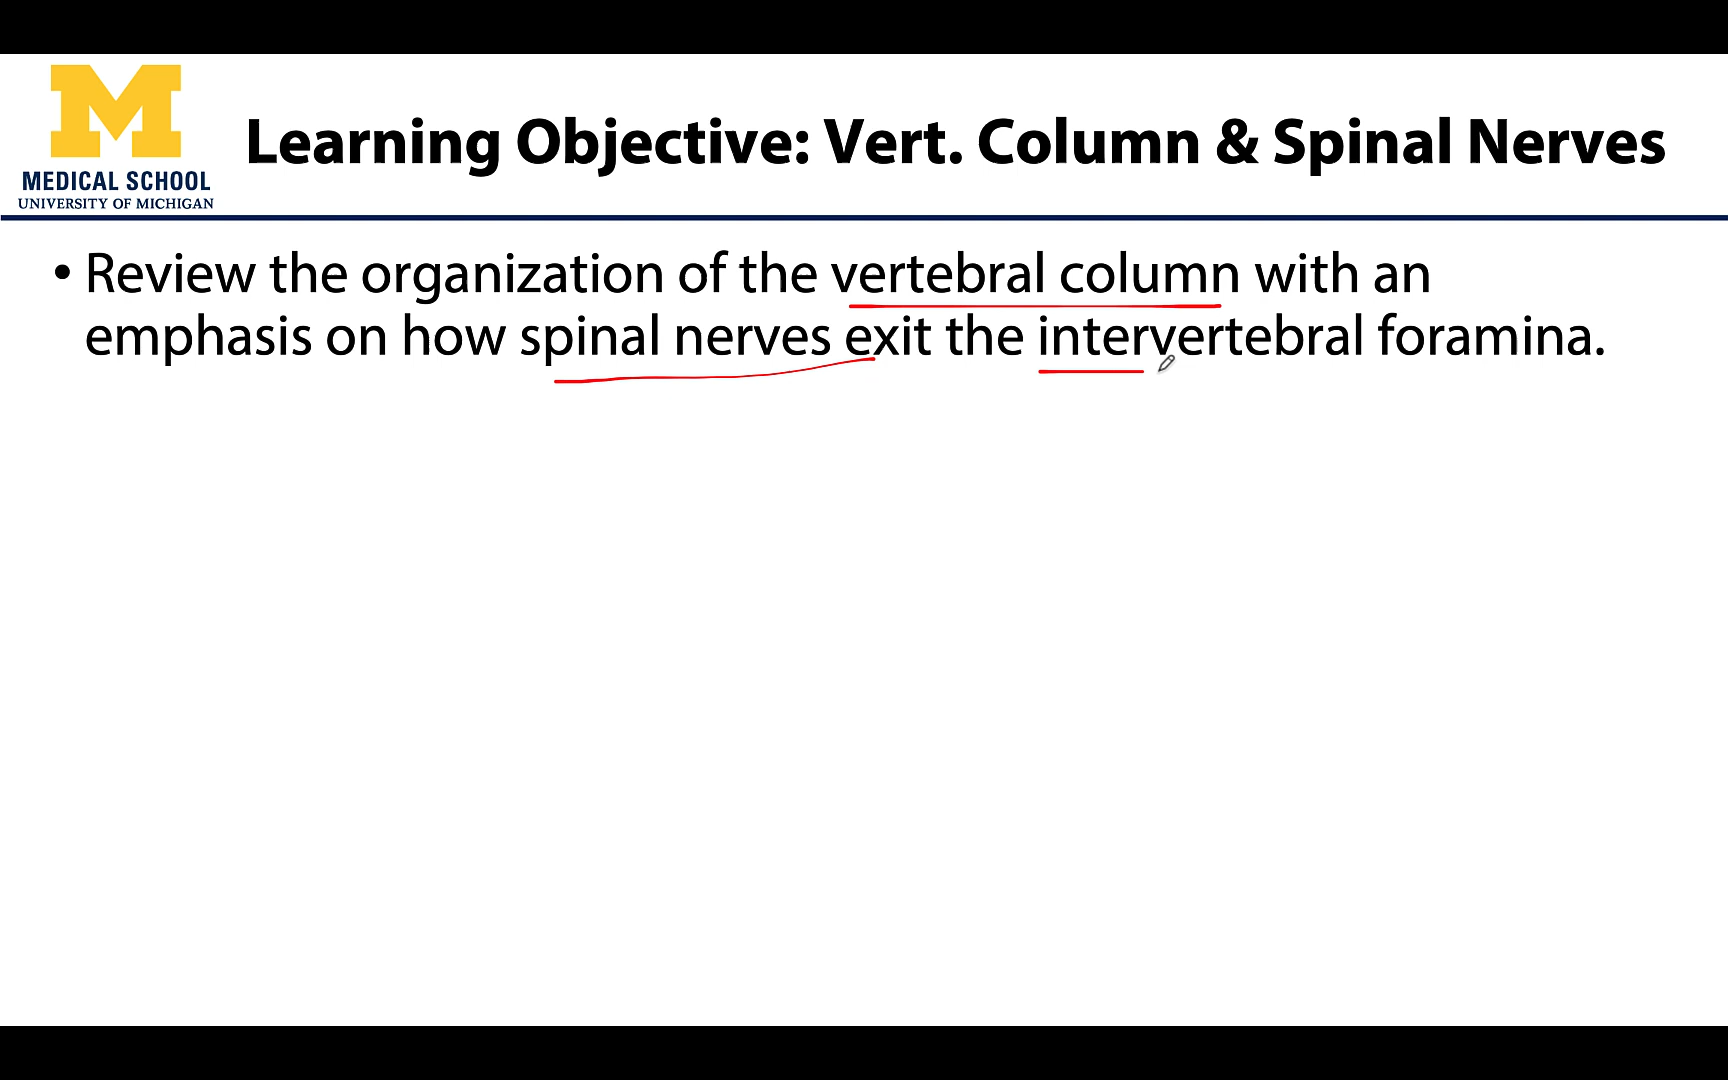 M
MEDICAL SCHOOL
UNIVERSITY OF MICHIGAN
Learning Objective: Vert. Column & Spinal Nerves
• Review the organization of the vertebral column with an
emphasis on how spinal nerves exit the intervertebral foramina.